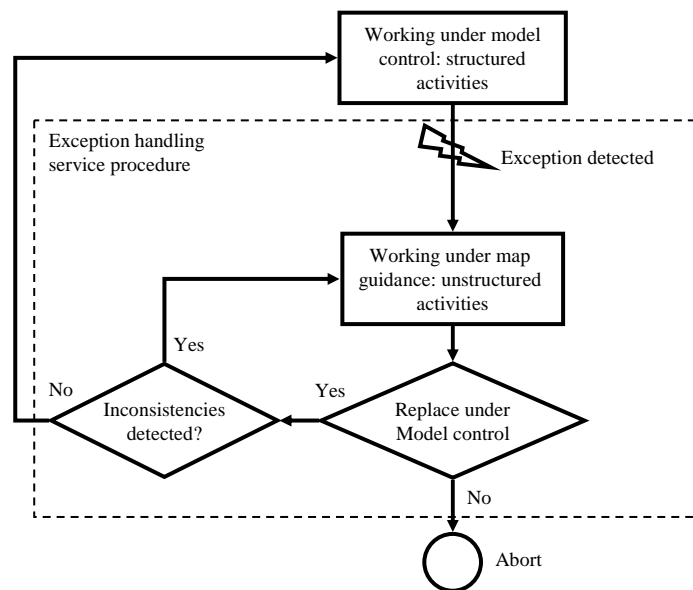 Working under model
control: structured
activities
Exception handling
service procedure
Exception detected
Working under map
guidance: unstructured
activities
Yes
No
Yes
Inconsistencies
detected?
Replace under
Model control
No
Abort